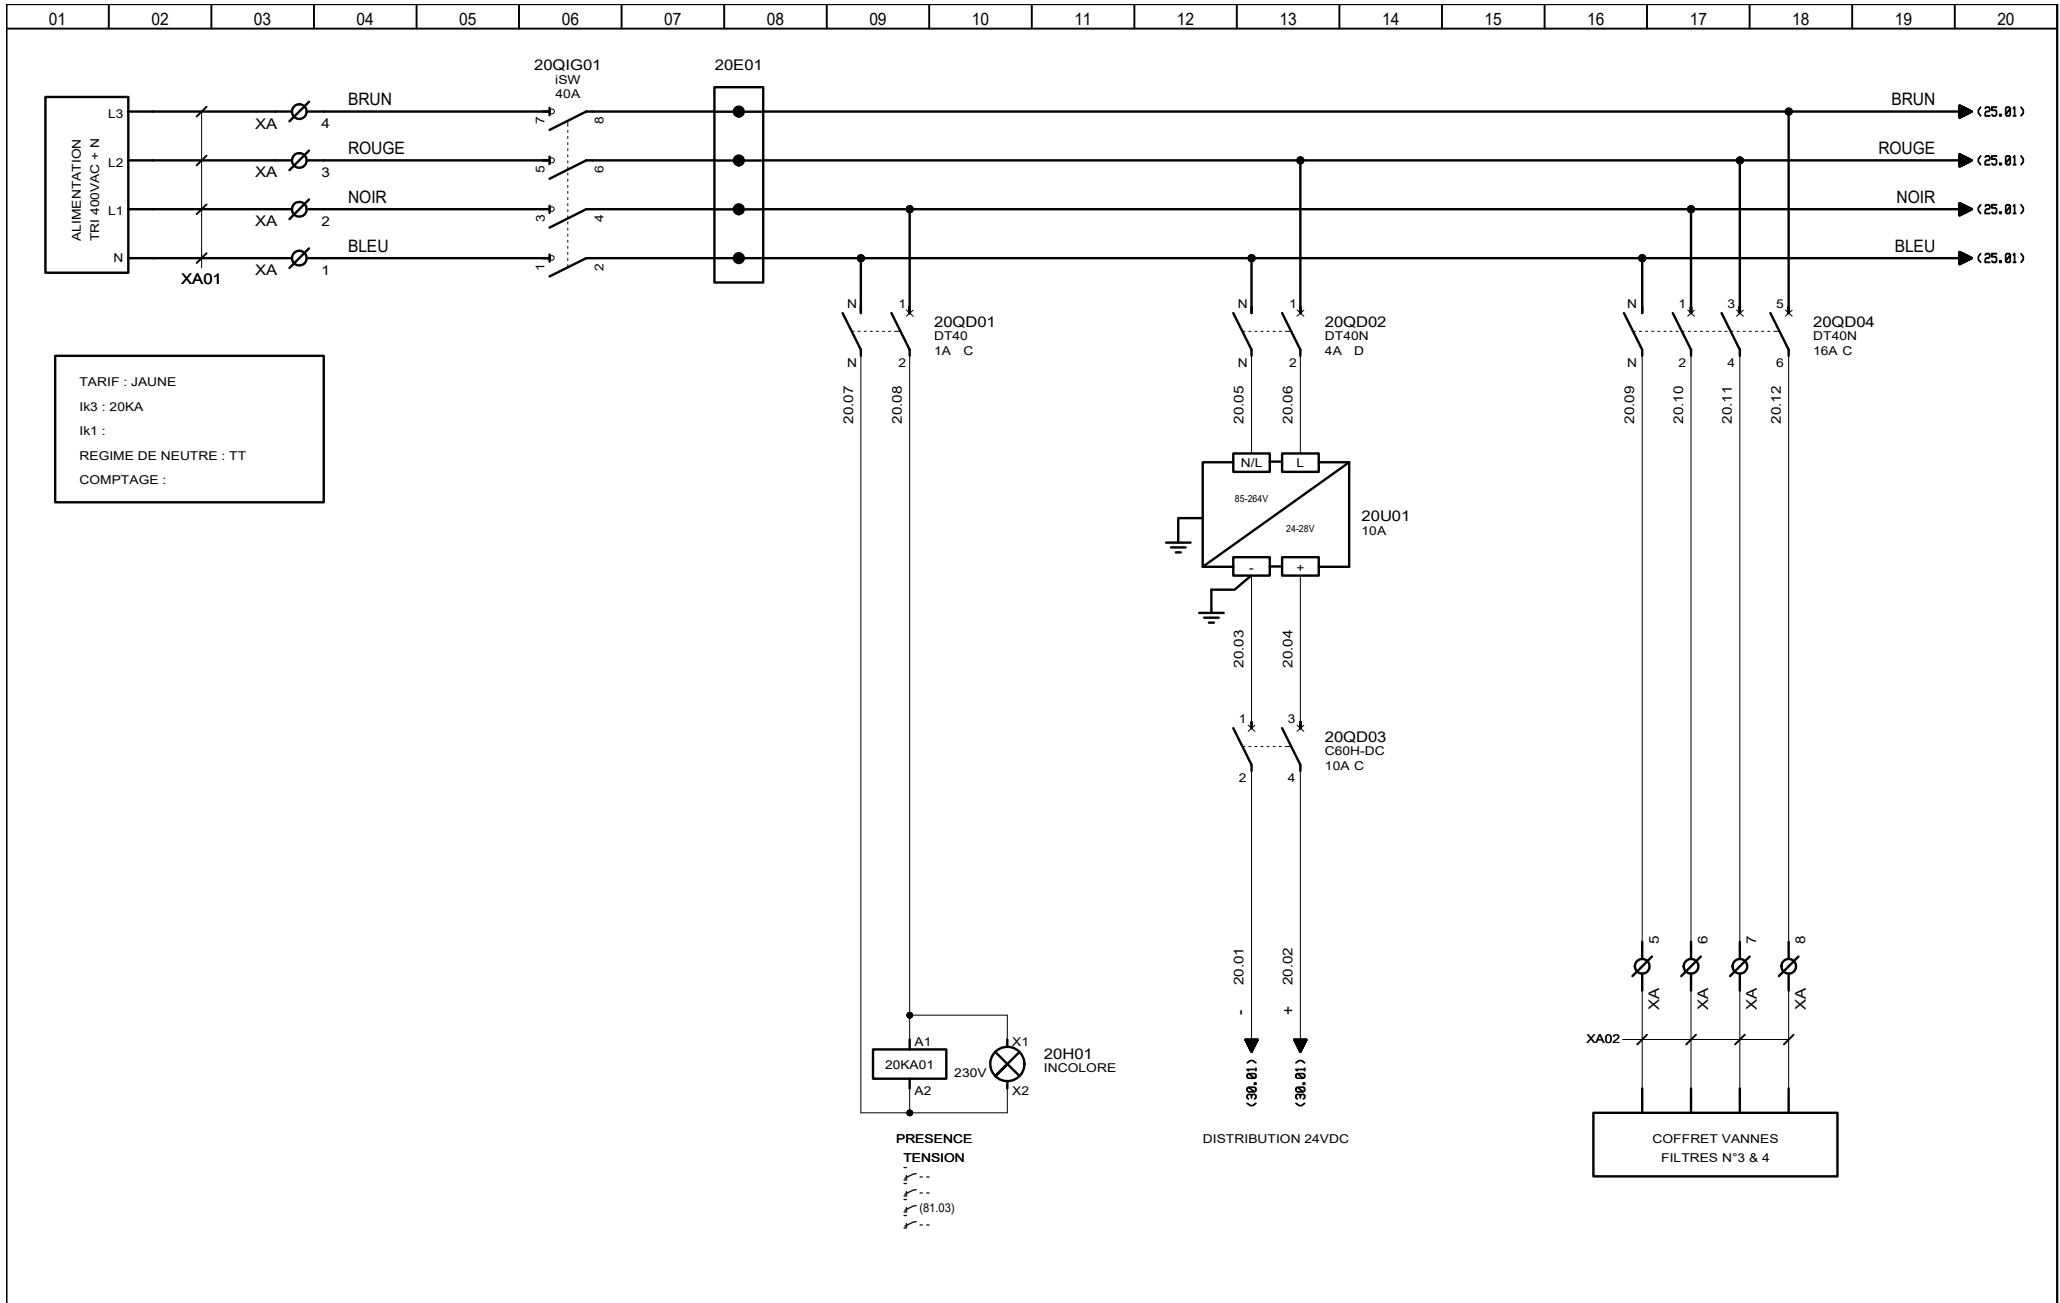 01 02 03 04 05 06 07 08 09 10 11 12 13 14 15 16 17 18 19 20
20QIG01
iSW
40A
20E01
ALIMENTATION
TRI 400VAC + N
L3 XA 4 BRUN 7 8 BRUN (25.01)
L2 XA 3 ROUGE 5 6 ROUGE (25.01)
L1 XA 2 NOIR 3 4 NOIR (25.01)
N XA 1 BLEU 1 2 BLEU (25.01)
XA01
N 1
20QD01
DT40
1A C
N 2
20.07 20.08
N 1
20QD02
DT40N
4A D
N 2
20.05 20.06
N 1 3 5
20QD04
DT40N
16A C
N 2 4 6
20.09 20.10 20.11 20.12
TARIF : JAUNE
Ik3 : 20KA
Ik1 :
REGIME DE NEUTRE : TT
COMPTAGE :
N/L L
85-264V
24-28V
20U01
10A
- +
20.03 20.04
1 3
20QD03
C60H-DC
10A C
2 4
20.01 20.02
- +
(30.01) (30.01)
DISTRIBUTION 24VDC
A1 X1
20KA01
230V
20H01
INCOLORE
A2 X2
PRESENCE
TENSION
--
--
(81.03)
--
5 6 7 8
XA XA XA XA
XA02
COFFRET VANNES
FILTRES N°3 & 4